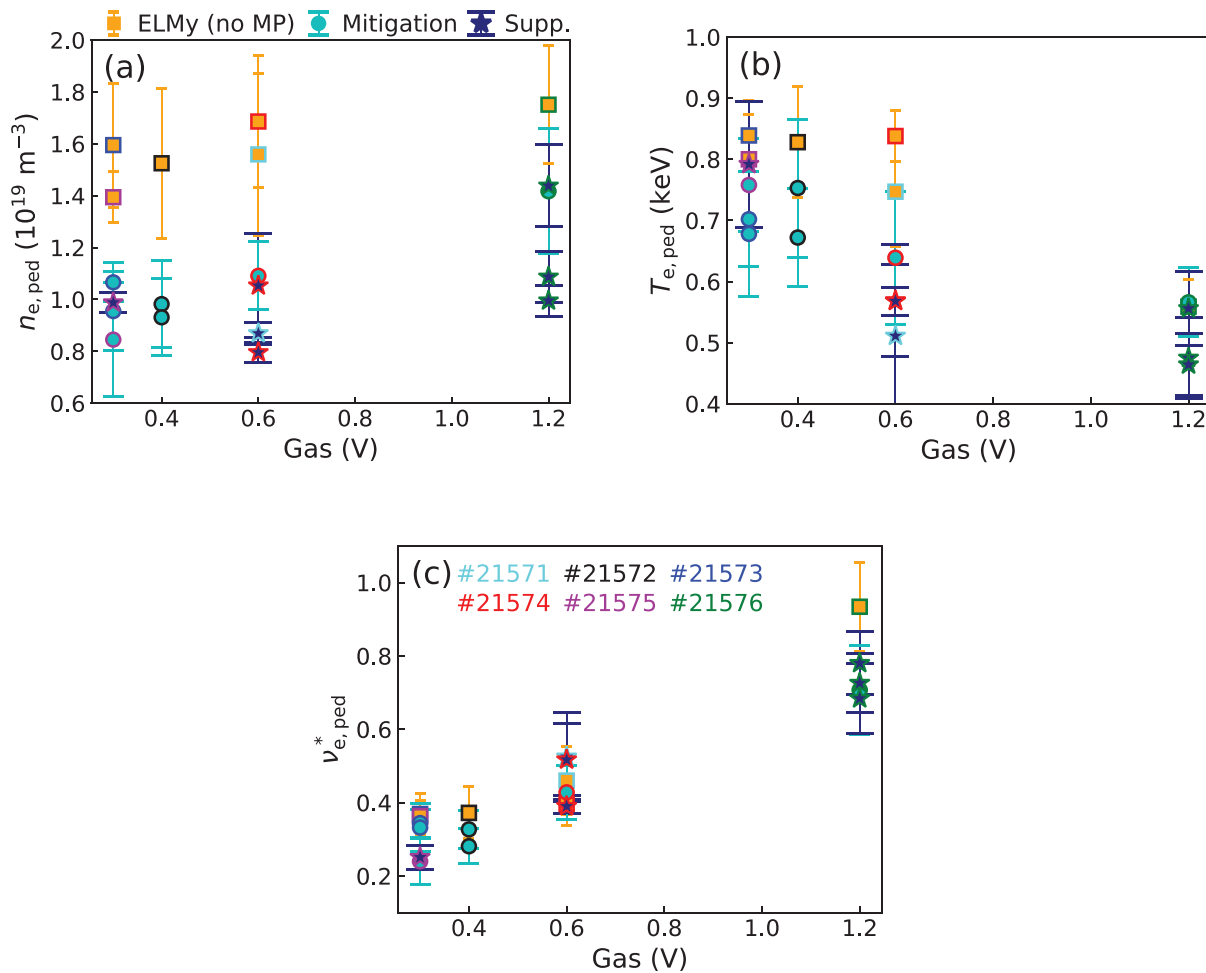 ELMy (no MP) Mitigation Supp.
(a)
2.0
1.8
1.6
1.4
1.2
1.0
0.8
0.6
n_e, ped (10^19 m^−3)
0.4 0.6 0.8 1.0 1.2
Gas (V)
(b)
1.0
0.9
0.8
0.7
0.6
0.5
0.4
T_e, ped (keV)
0.4 0.6 0.8 1.0 1.2
Gas (V)
(c) #21571 #21572 #21573
#21574 #21575 #21576
1.0
0.8
0.6
0.4
0.2
ν*_e, ped
0.4 0.6 0.8 1.0 1.2
Gas (V)